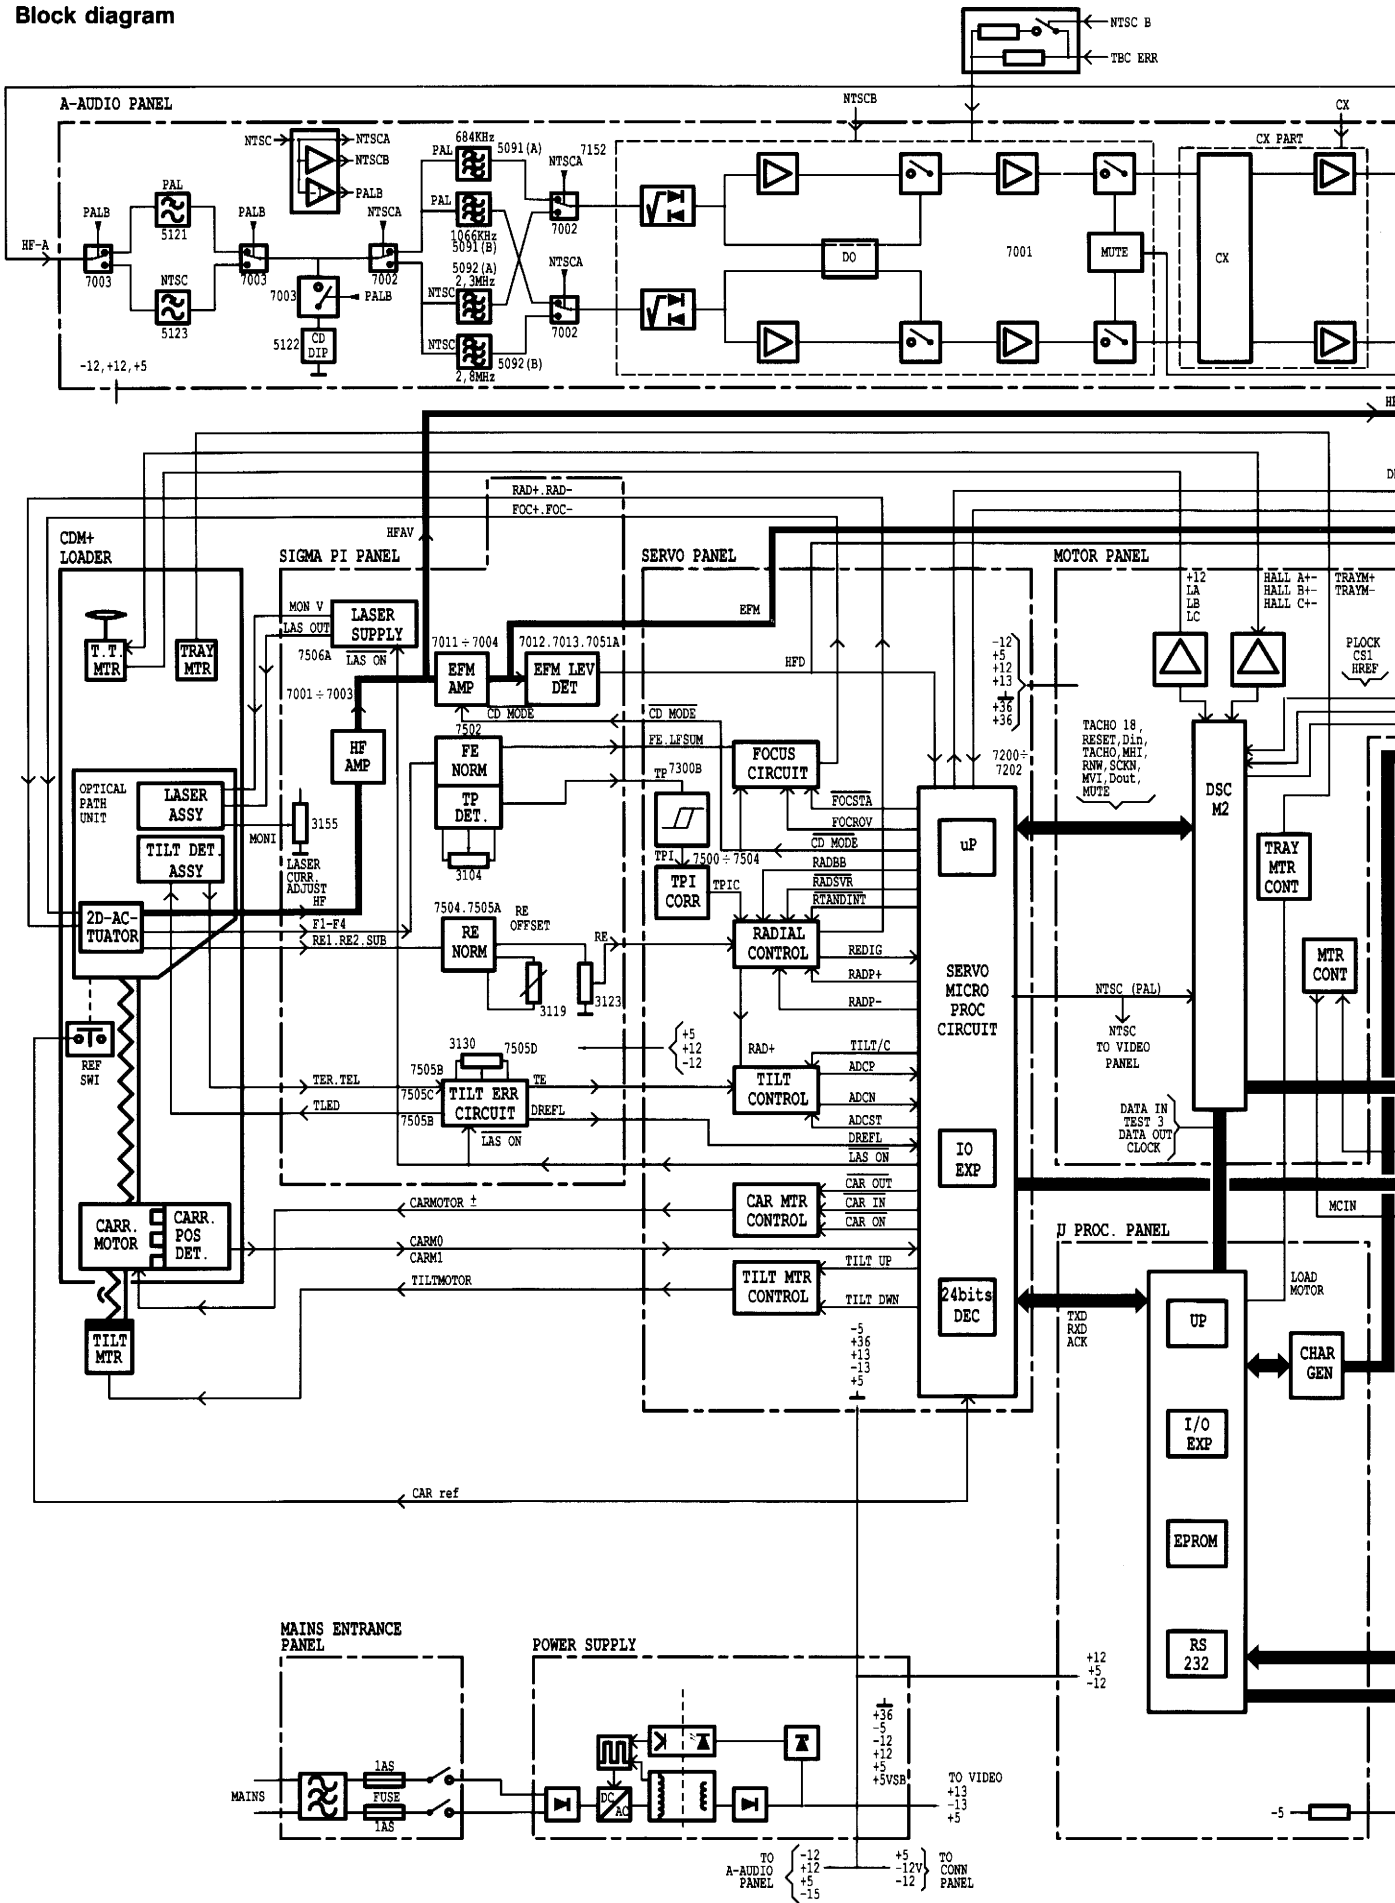 Block diagram
NTSC B
TBC ERR
A-AUDIO PANEL
NTSCB
CX
NTSC
NTSCA
NTSCB
-1
PALB
684KHz
PAL
5091(A)
7152
NTSCA
CX PART
PAL
PALB
PALB
NTSCA
PAL
7002
5121
1066KHz
5091(B)
HF-A
7003
7003
7002
5092(A)
2,3MHz
NTSCA
DO
7001
MUTE
CX
NTSC
7003
PALB
NTSC
7002
5123
5122
CD
DIP
NTSC
5092(B)
2,8MHz
-12,+12,+5
RAD+.RAD-
FOC+.FOC-
HFAV
CDM+
LOADER
SIGMA PI PANEL
SERVO PANEL
MOTOR PANEL
EFM
+12
LA
LB
LC
HALL A+-
HALL B+-
HALL C+-
TRAYM+
TRAYM-
MON V
LAS OUT
LASER
SUPPLY
7506A
LAS ON
T.T.
MTR
TRAY
MTR
7011÷7004
7012.7013.7051A
EFM
AMP
EFM LEV
DET
HFD
-12
+5
+12
+13
+36
+36
PLOCK
CS1
HREF
7001÷7003
CD MODE
CD MODE
7502
HF
AMP
FE
NORM
FE.LFSUM
FOCUS
CIRCUIT
7200÷
7202
TACHO 18,
RESET,Din,
TACHO,MHI,
RNW,SCKN,
MVI,Dout,
MUTE
DSC
M2
OPTICAL
PATH
UNIT
LASER
ASSY
TP
DET.
TP
7300B
FOCSTA
FOCROV
CD MODE
uP
MONI
3155
LASER
CURR.
ADJUST
TILT DET.
ASSY
3104
TPI
7500÷7504
TPI
CORR
TPIC
RADBB
RADSVR
RTANDINT
TRAY
MTR
CONT
2D-AC-
TUATOR
HF
F1-F4
RE1.RE2.SUB
7504.7505A
RE
OFFSET
RE
NORM
RE
RADIAL
CONTROL
REDIG
RADP+
RADP-
3119
3123
SERVO
MICRO
PROC
CIRCUIT
MTR
CONT
NTSC (PAL)
NTSC
TO VIDEO
PANEL
REF
SWI
3130
7505D
7505B
7505C
7505B
+5
+12
-12
RAD+
TILT/C
ADCP
TER.TEL
TLED
TILT ERR
CIRCUIT
TE
DREFL
LAS ON
TILT
CONTROL
ADCN
ADCST
DREFL
LAS ON
IO
EXP
DATA IN
TEST 3
DATA OUT
CLOCK
CARR.
MOTOR
CARR.
POS
DET.
CARMOTOR ±
CARM0
CARM1
TILTMOTOR
CAR MTR
CONTROL
CAR OUT
CAR IN
CAR ON
MCIN
U PROC. PANEL
TILT MTR
CONTROL
TILT UP
TILT DWN
24bits
DEC
TXD
RXD
ACK
LOAD
MOTOR
UP
TILT
MTR
-5
+36
+13
-13
+5
CHAR
GEN
I/O
EXP
CAR ref
EPROM
RS
232
MAINS ENTRANCE
PANEL
POWER SUPPLY
+12
+5
-12
+36
-5
-12
+12
+5
+5VSB
MAINS
1AS
FUSE
1AS
DC
AC
TO VIDEO
+13
-13
+5
-5
TO
A-AUDIO
PANEL
-12
+12
+5
-15
+5
-12V
-12
TO
CONN
PANEL